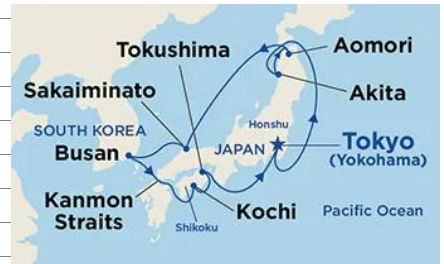 Tokushima
Aomori
Sakaiminato
Akita
Honshu
SOUTH KOREA
JAPAN
Tokyo
(Yokohama)
Busan
Kanmon
Straits
Kochi
Pacific Ocean
Shikoku